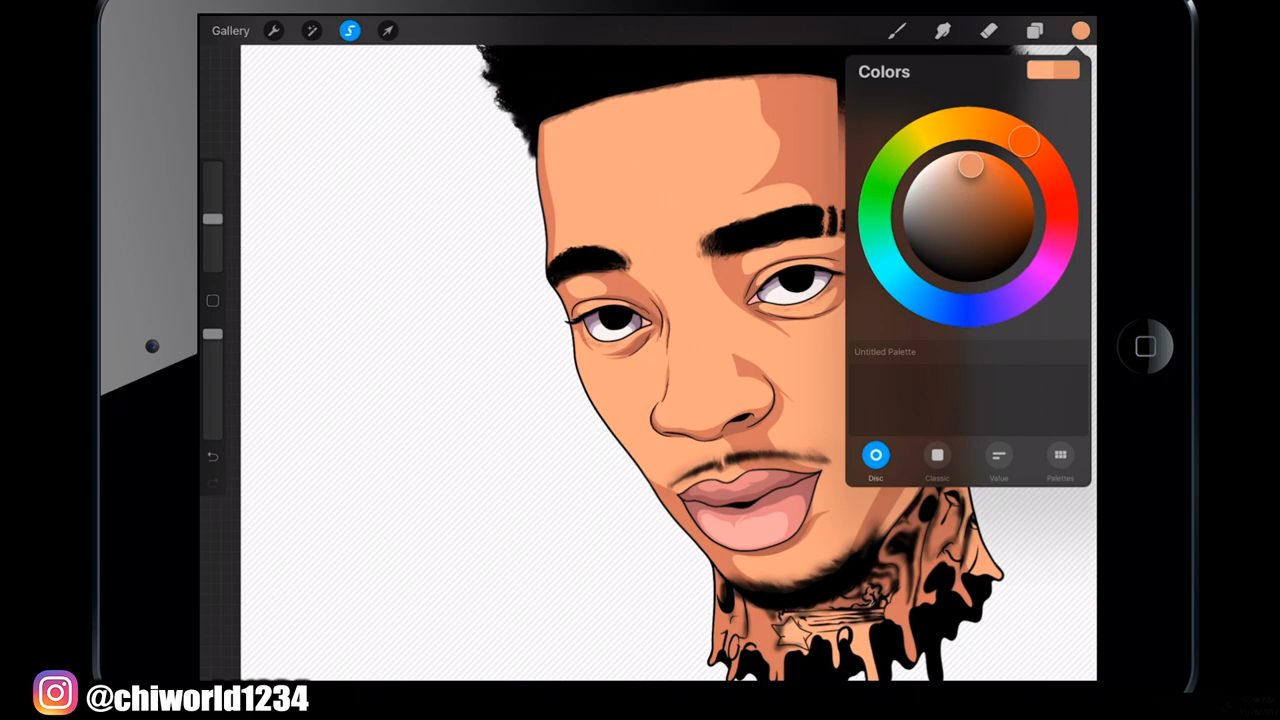 Gallery
Colors
Untitled Palette
Disc
Classic
Value
Palettes
@chiworld1234